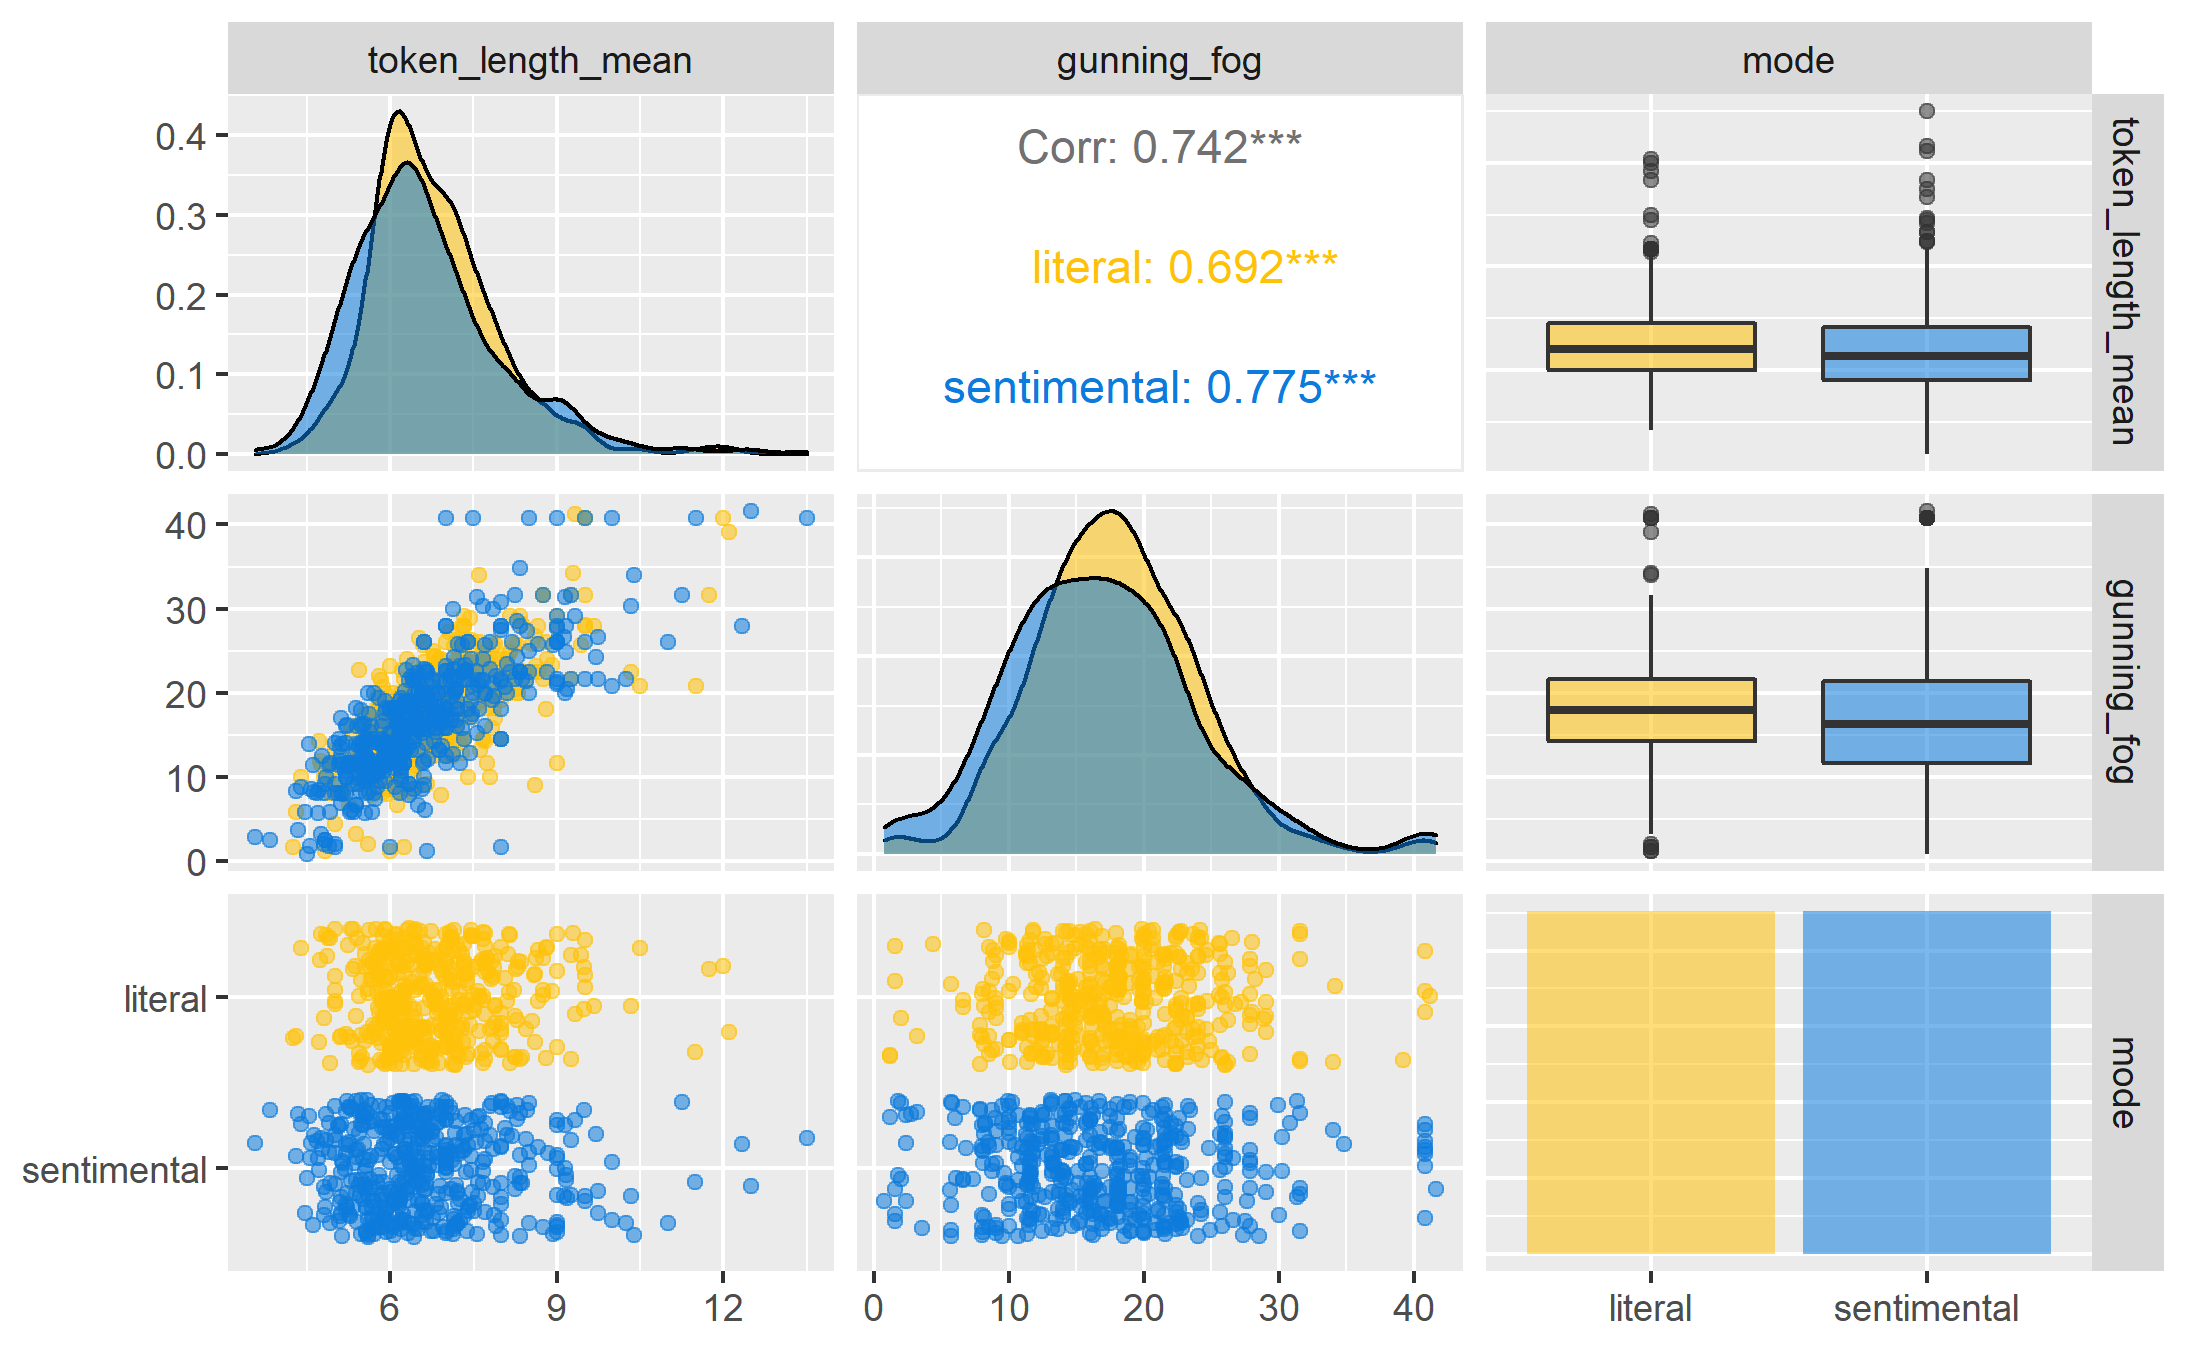 token_length_mean
gunning_fog
mode
0.4
0.3
0.2
0.1
0.0
Corr: 0.742***
literal: 0.692***
sentimental: 0.775***
token_length_mean
40
30
20
10
0
gunning_fog
literal
sentimental
mode
6 9 12
0 10 20 30 40
literal sentimental